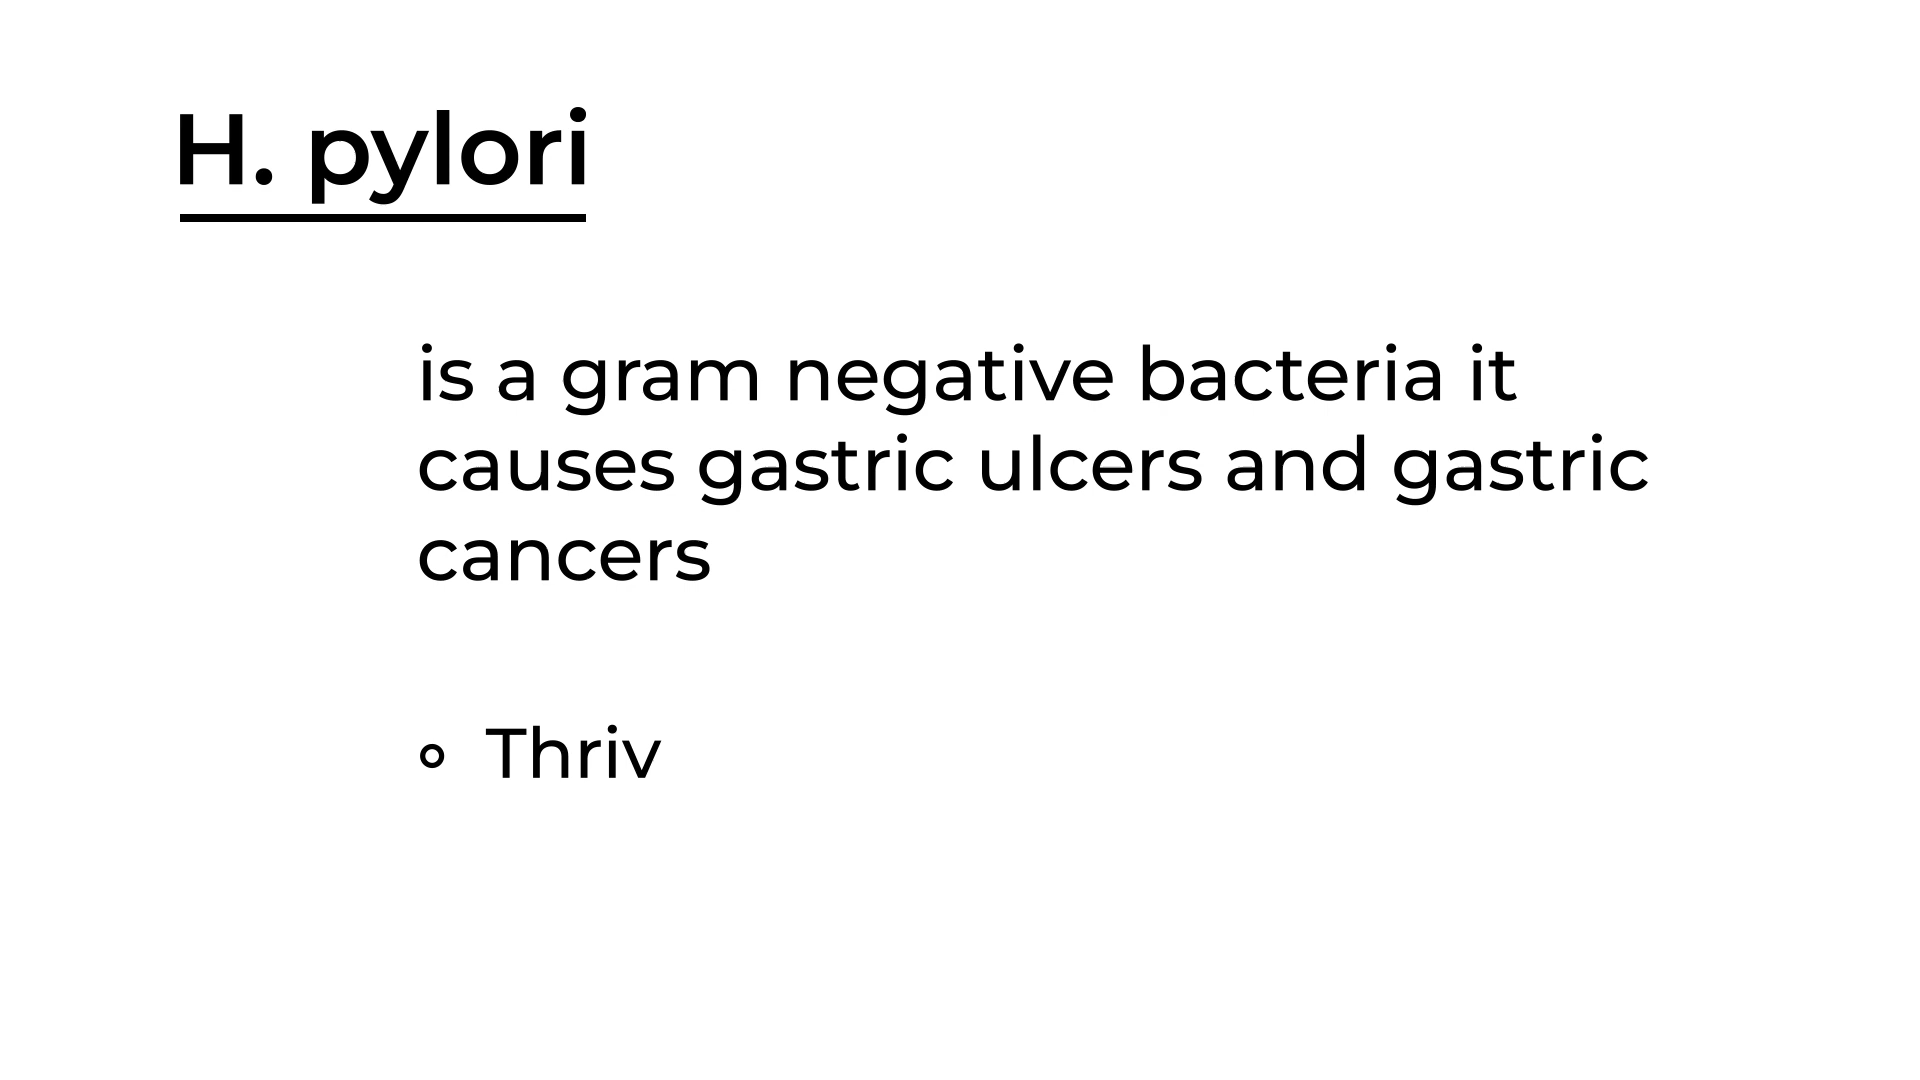 H. pylori
is a gram negative bacteria it
causes gastric ulcers and gastric
cancers
∘ Thriv